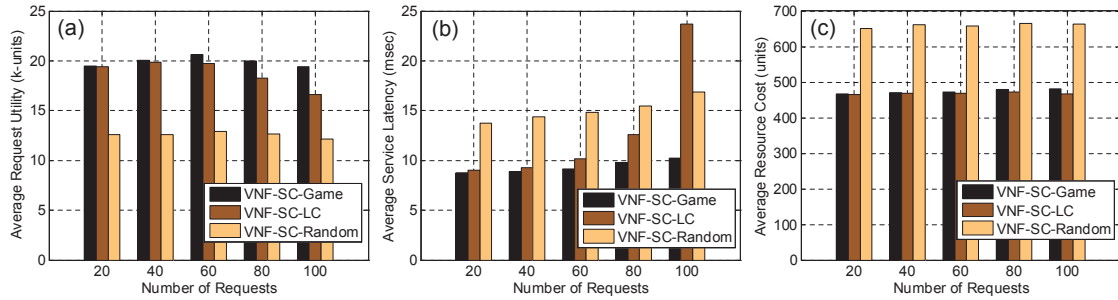 (a)
Average Request Utility (k-units)
25
20
15
10
5
0
20 40 60 80 100
Number of Requests
VNF-SC-Game
VNF-SC-LC
VNF-SC-Random
(b)
Average Service Latency (msec)
25
20
15
10
5
0
20 40 60 80 100
Number of Requests
VNF-SC-Game
VNF-SC-LC
VNF-SC-Random
(c)
Average Resource Cost (units)
700
600
500
400
300
200
100
0
20 40 60 80 100
Number of Requests
VNF-SC-Game
VNF-SC-LC
VNF-SC-Random